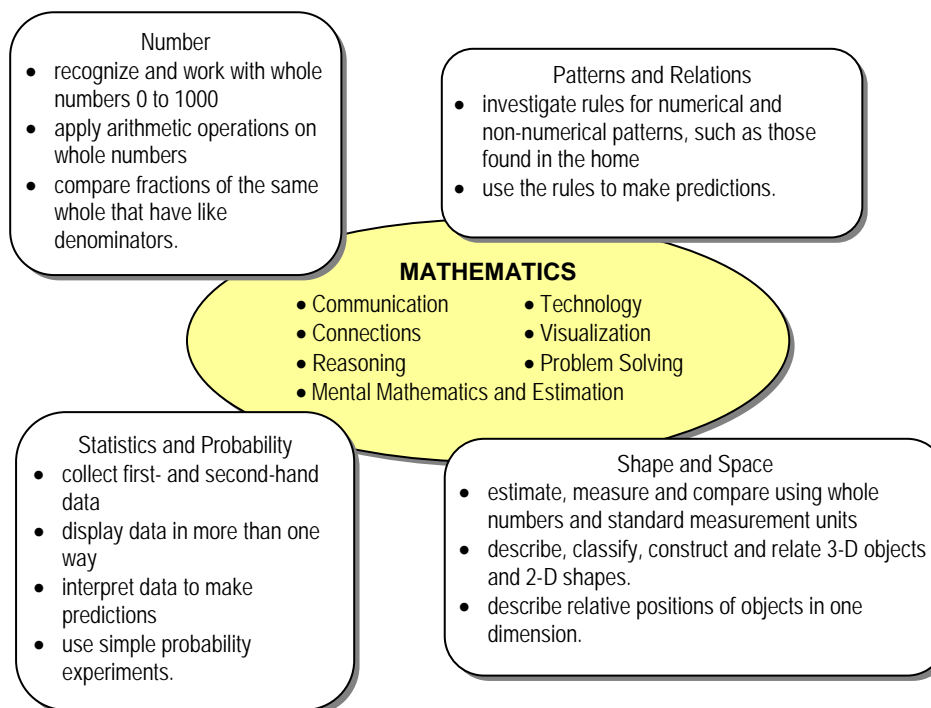 Number
• recognize and work with whole
numbers 0 to 1000
• apply arithmetic operations on
whole numbers
• compare fractions of the same
whole that have like
denominators.
Patterns and Relations
• investigate rules for numerical and
non-numerical patterns, such as those
found in the home
• use the rules to make predictions.
MATHEMATICS
• Communication • Technology
• Connections • Visualization
• Reasoning • Problem Solving
• Mental Mathematics and Estimation
Statistics and Probability
• collect first- and second-hand
data
• display data in more than one
way
• interpret data to make
predictions
• use simple probability
experiments.
Shape and Space
• estimate, measure and compare using whole
numbers and standard measurement units
• describe, classify, construct and relate 3-D objects
and 2-D shapes.
• describe relative positions of objects in one
dimension.